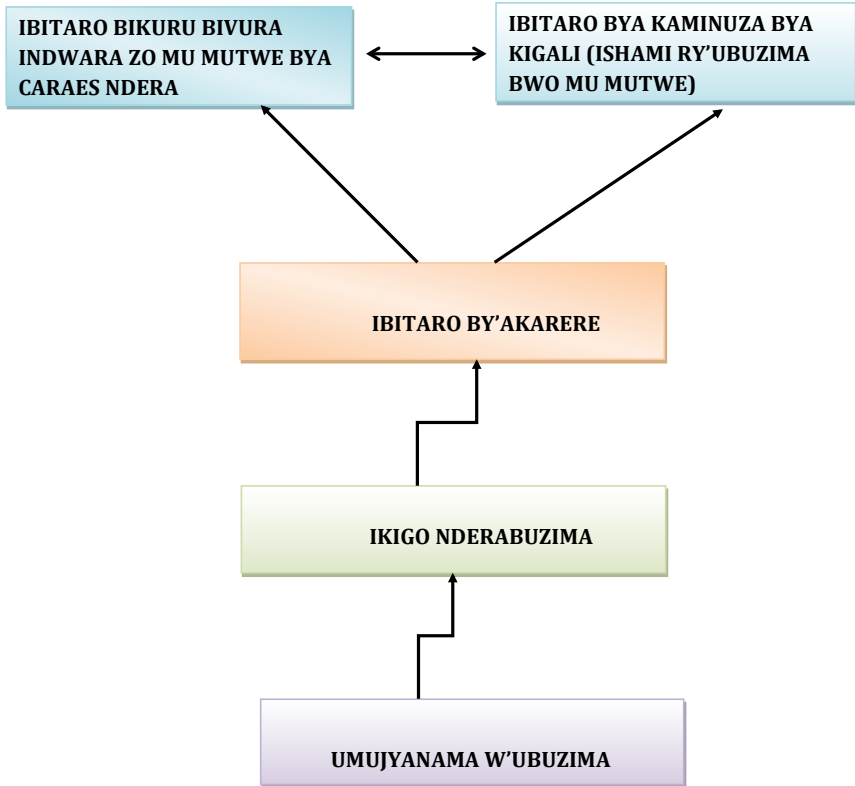 IBITARO BIKURU BIVURA
INDWARA ZO MU MUTWE BYA
CARAES NDERA
IBITARO BYA KAMINUZA BYA
KIGALI (ISHAMI RY’UBUZIMA
BWO MU MUTWE)
IBITARO BY’AKARERE
IKIGO NDERABUZIMA
UMUJYANAMA W’UBUZIMA